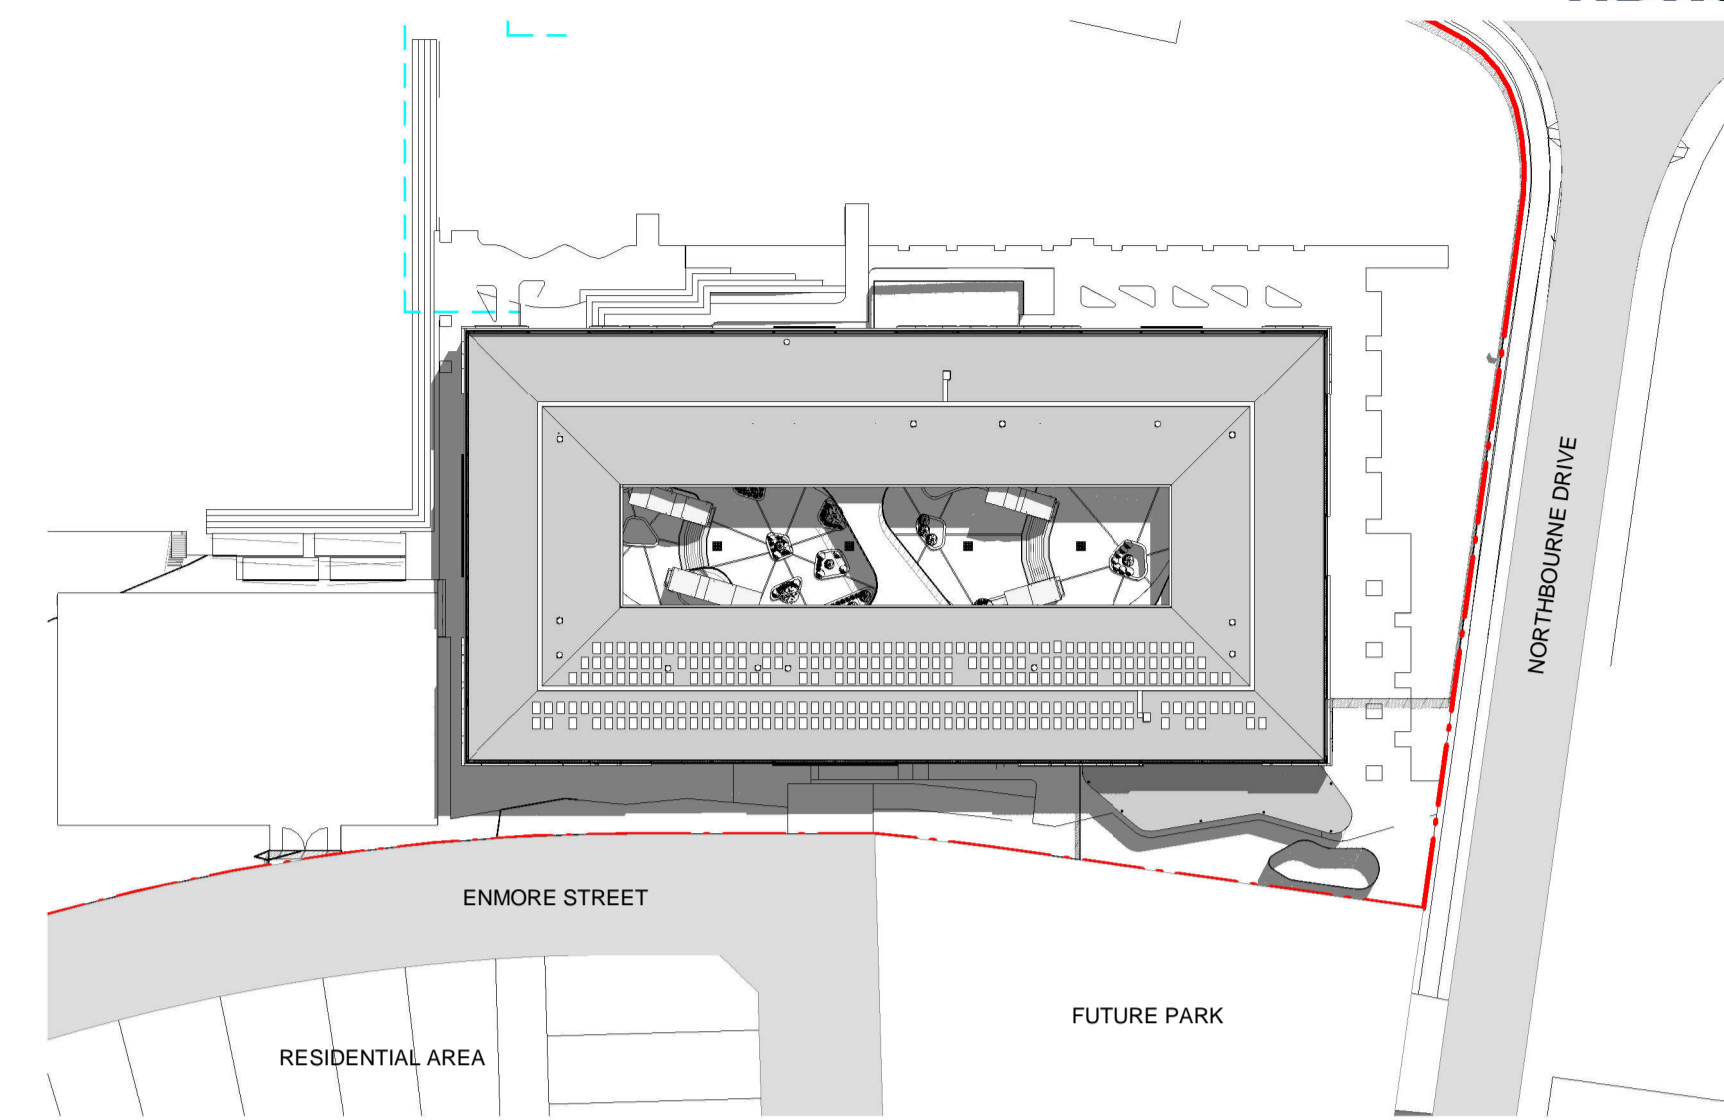 NORTHBOURNE DRIVE
ENMORE STREET
FUTURE PARK
RESIDENTIAL AREA